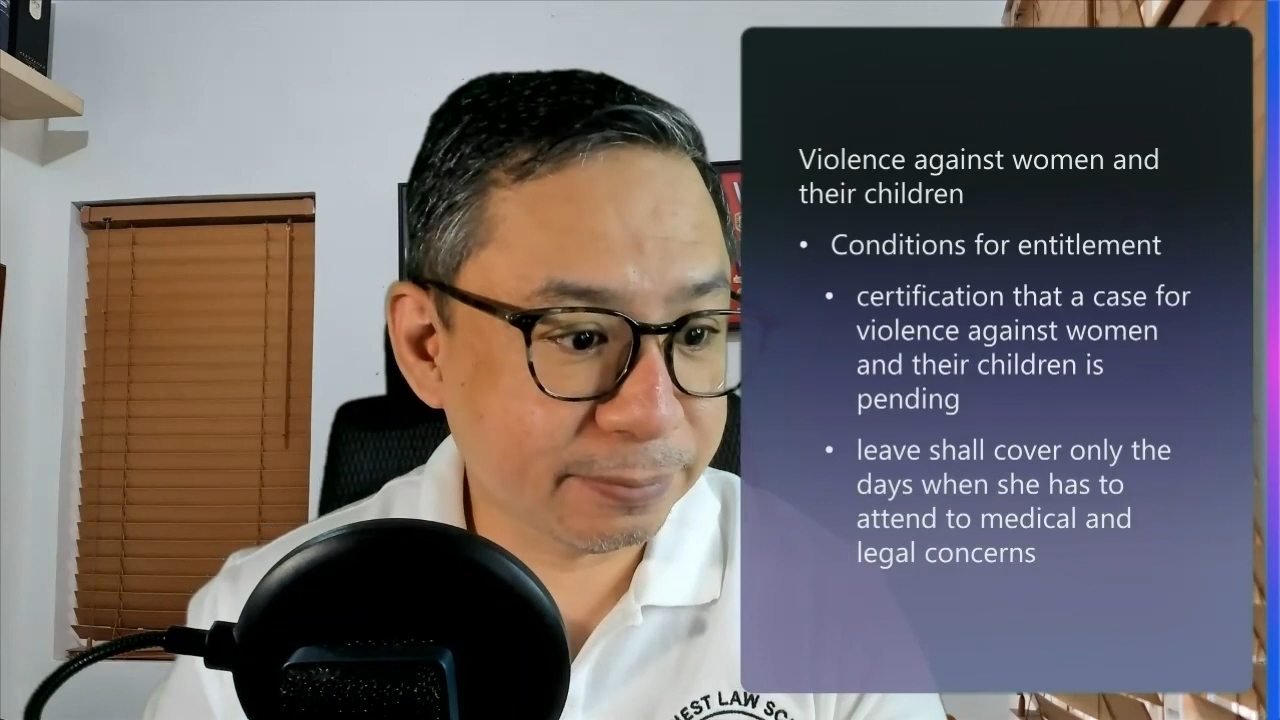 Violence against women and
their children
• Conditions for entitlement
• certification that a case for
violence against women
and their children is
pending
• leave shall cover only the
days when she has to
attend to medical and
legal concerns
LAW